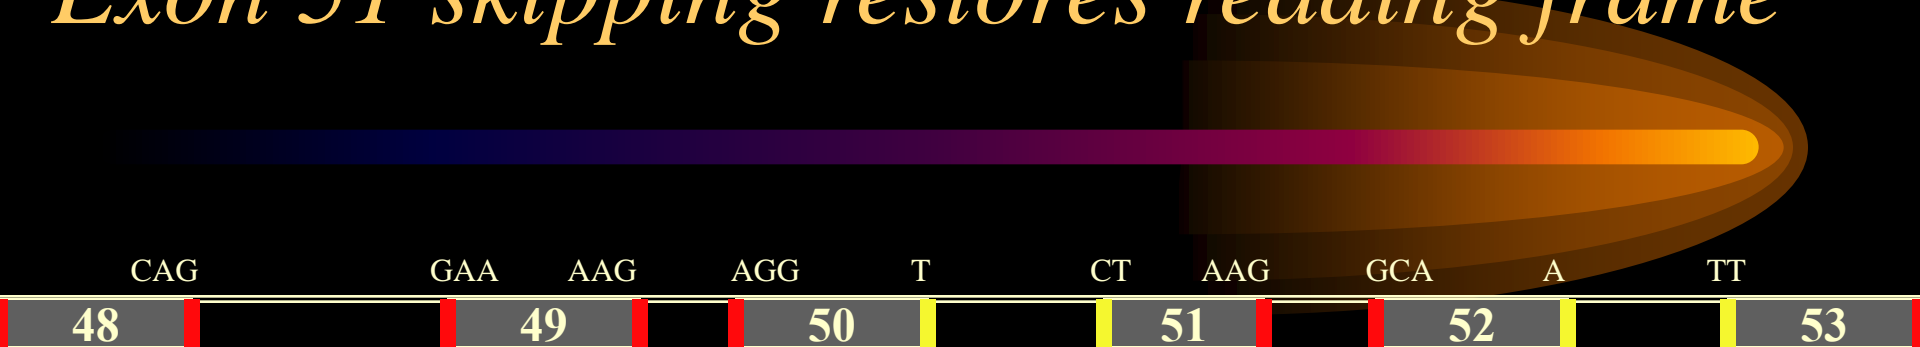 Exon 51 skipping restores reading frame
CAG GAA AAG AGG T CT AAG GCA A TT
48 49 50 51 52 53